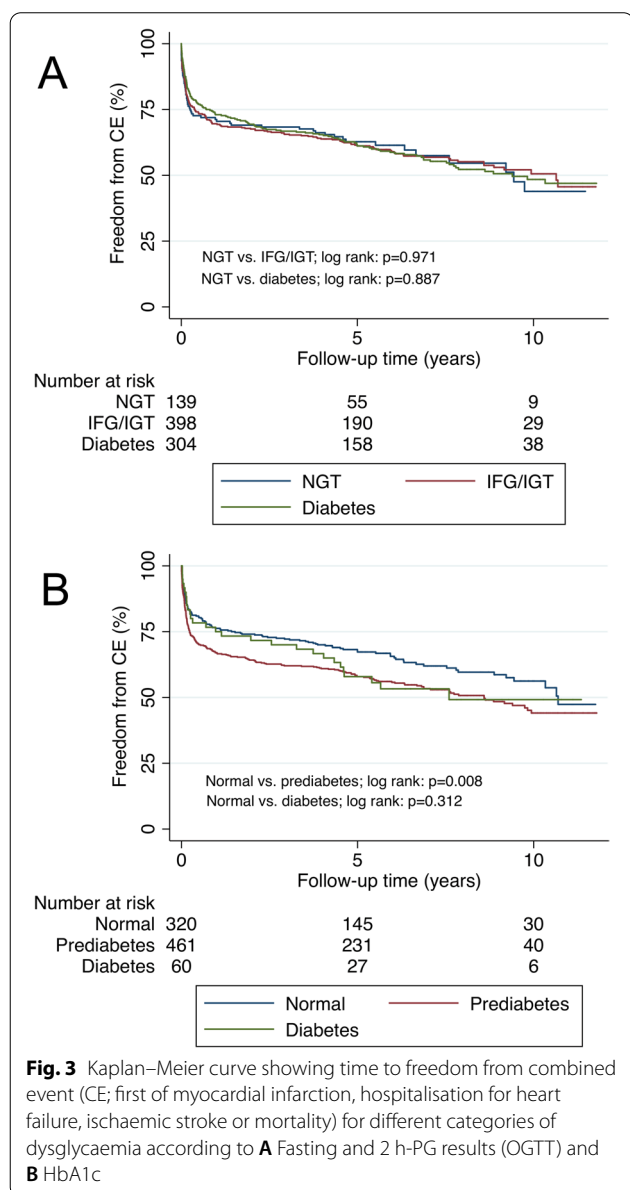 A
Freedom from CE (%)
100
75
50
25
0
NGT vs. IFG/IGT; log rank: p=0.971
NGT vs. diabetes; log rank: p=0.887
0 5 10
Follow-up time (years)
Number at risk
NGT 139 55 9
IFG/IGT 398 190 29
Diabetes 304 158 38
NGT IFG/IGT
Diabetes
B
Freedom from CE (%)
100
75
50
25
0
Normal vs. prediabetes; log rank: p=0.008
Normal vs. diabetes; log rank: p=0.312
0 5 10
Follow-up time (years)
Number at risk
Normal 320 145 30
Prediabetes 461 231 40
Diabetes 60 27 6
Normal Prediabetes
Diabetes
Fig. 3 Kaplan–Meier curve showing time to freedom from combined
event (CE; first of myocardial infarction, hospitalisation for heart
failure, ischaemic stroke or mortality) for different categories of
dysglycaemia according to A Fasting and 2 h-PG results (OGTT) and
B HbA1c